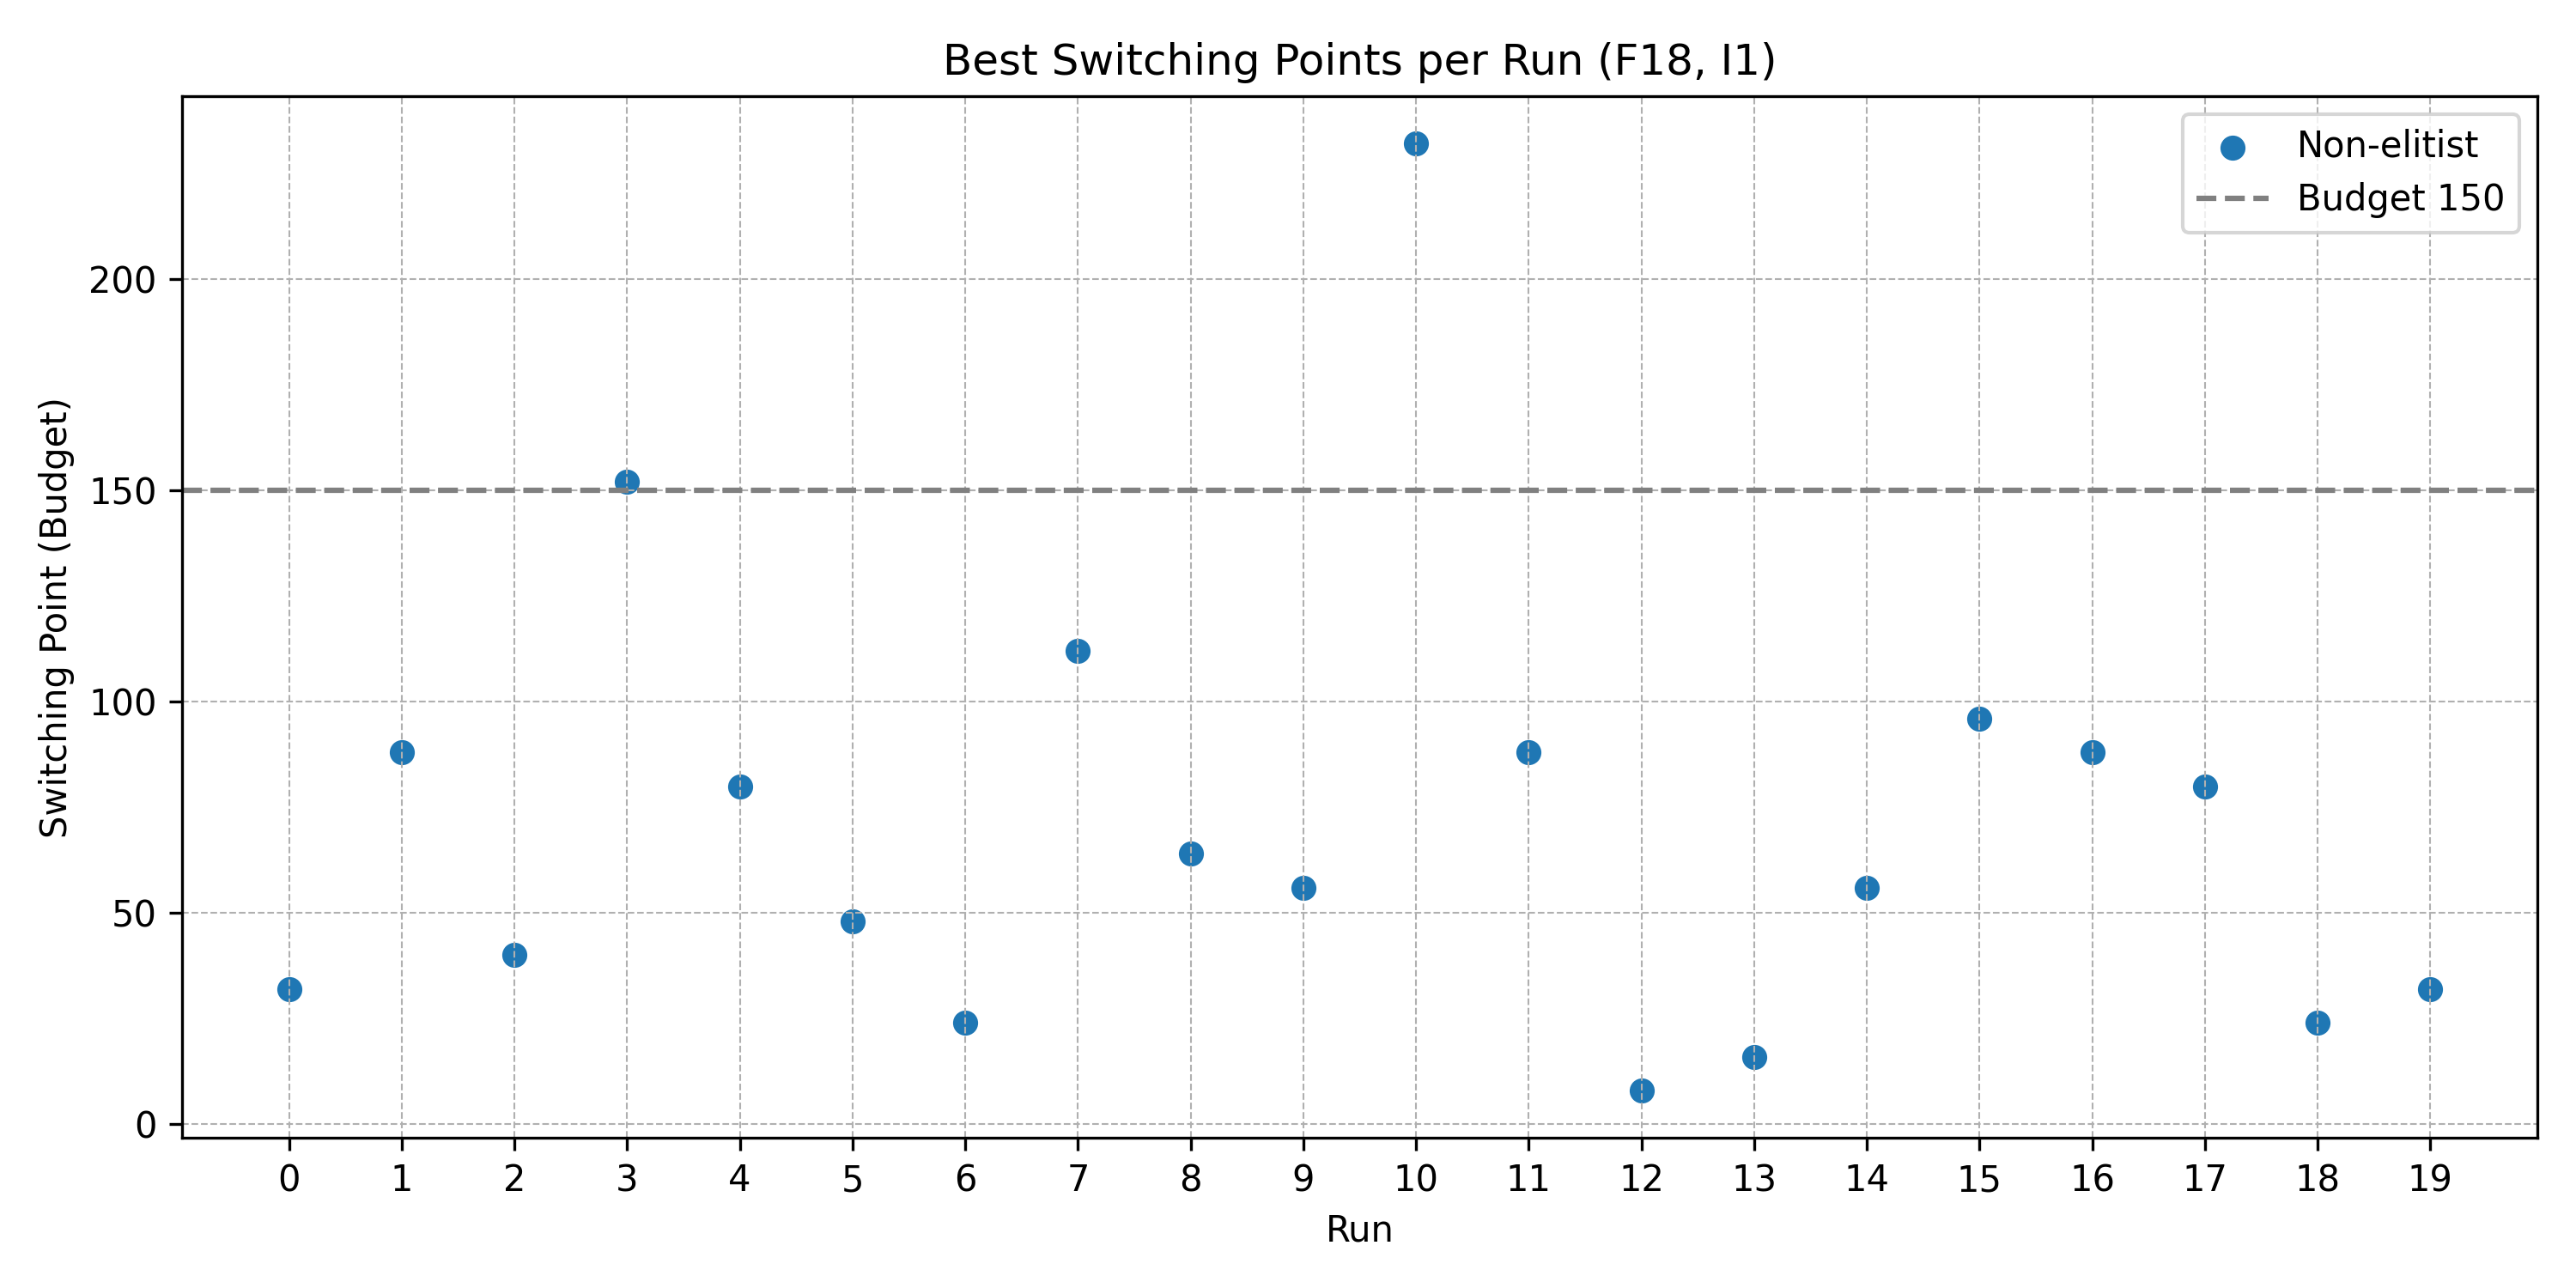 Best Switching Points per Run (F18, I1)
Non-elitist
Budget 150
Switching Point (Budget)
200
150
100
50
0
0 1 2 3 4 5 6 7 8 9 10 11 12 13 14 15 16 17 18 19
Run